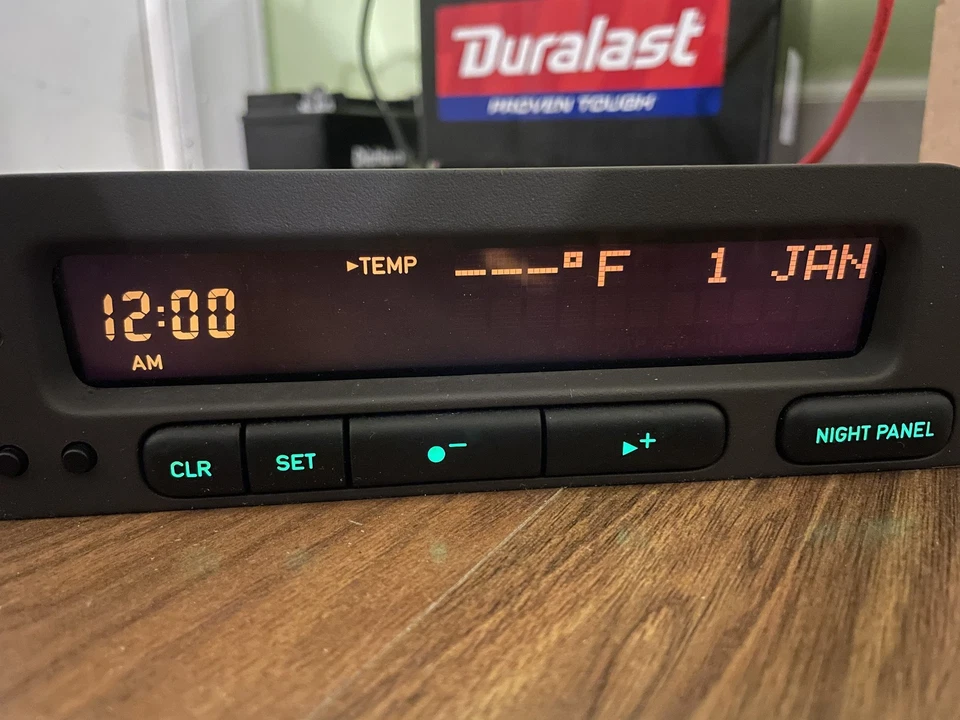 Duralast
PROVEN TOUGH
▸TEMP ---°F 1 JAN
12:00
AM
CLR
SET
●−
▸+
NIGHT PANEL